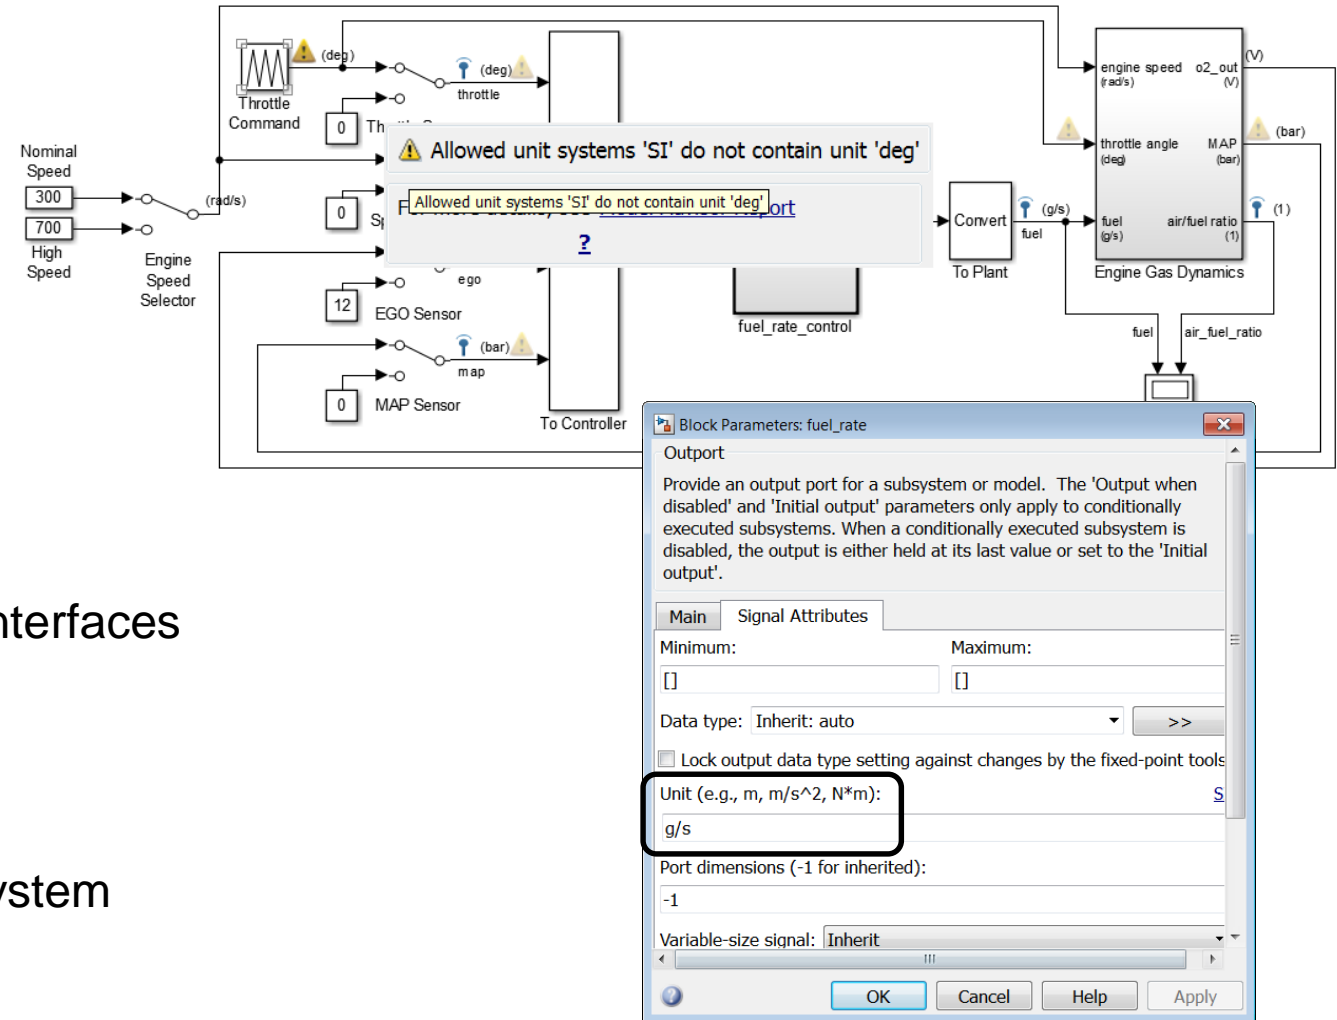 (deg)
Throttle
Command
0
Th
(deg)
throttle
Nominal
Speed
300
700
High
Speed
(rad/s)
Engine
Speed
Selector
0
Allowed unit systems 'SI' do not contain unit 'deg'
Allowed unit systems 'SI' do not contain unit 'deg'
?
12
ego
EGO Sensor
(bar)
map
0
MAP Sensor
To Controller
fuel_rate_control
Convert
To Plant
(g/s)
fuel
engine speed
(rad/s)
o2_out
(V)
(V)
throttle angle
(deg)
MAP
(bar)
(bar)
fuel
(g/s)
air/fuel ratio
(1)
(1)
Engine Gas Dynamics
fuel
air_fuel_ratio
Block Parameters: fuel_rate
Outport
Provide an output port for a subsystem or model. The 'Output when
disabled' and 'Initial output' parameters only apply to conditionally
executed subsystems. When a conditionally executed subsystem is
disabled, the output is either held at its last value or set to the 'Initial
output'.
Main Signal Attributes
Minimum: Maximum:
[] []
Data type: Inherit: auto >>
Lock output data type setting against changes by the fixed-point tools
Unit (e.g., m, m/s^2, N*m): S
g/s
Port dimensions (-1 for inherited):
-1
Variable-size signal: Inherit
OK Cancel Help Apply
nterfaces
ystem